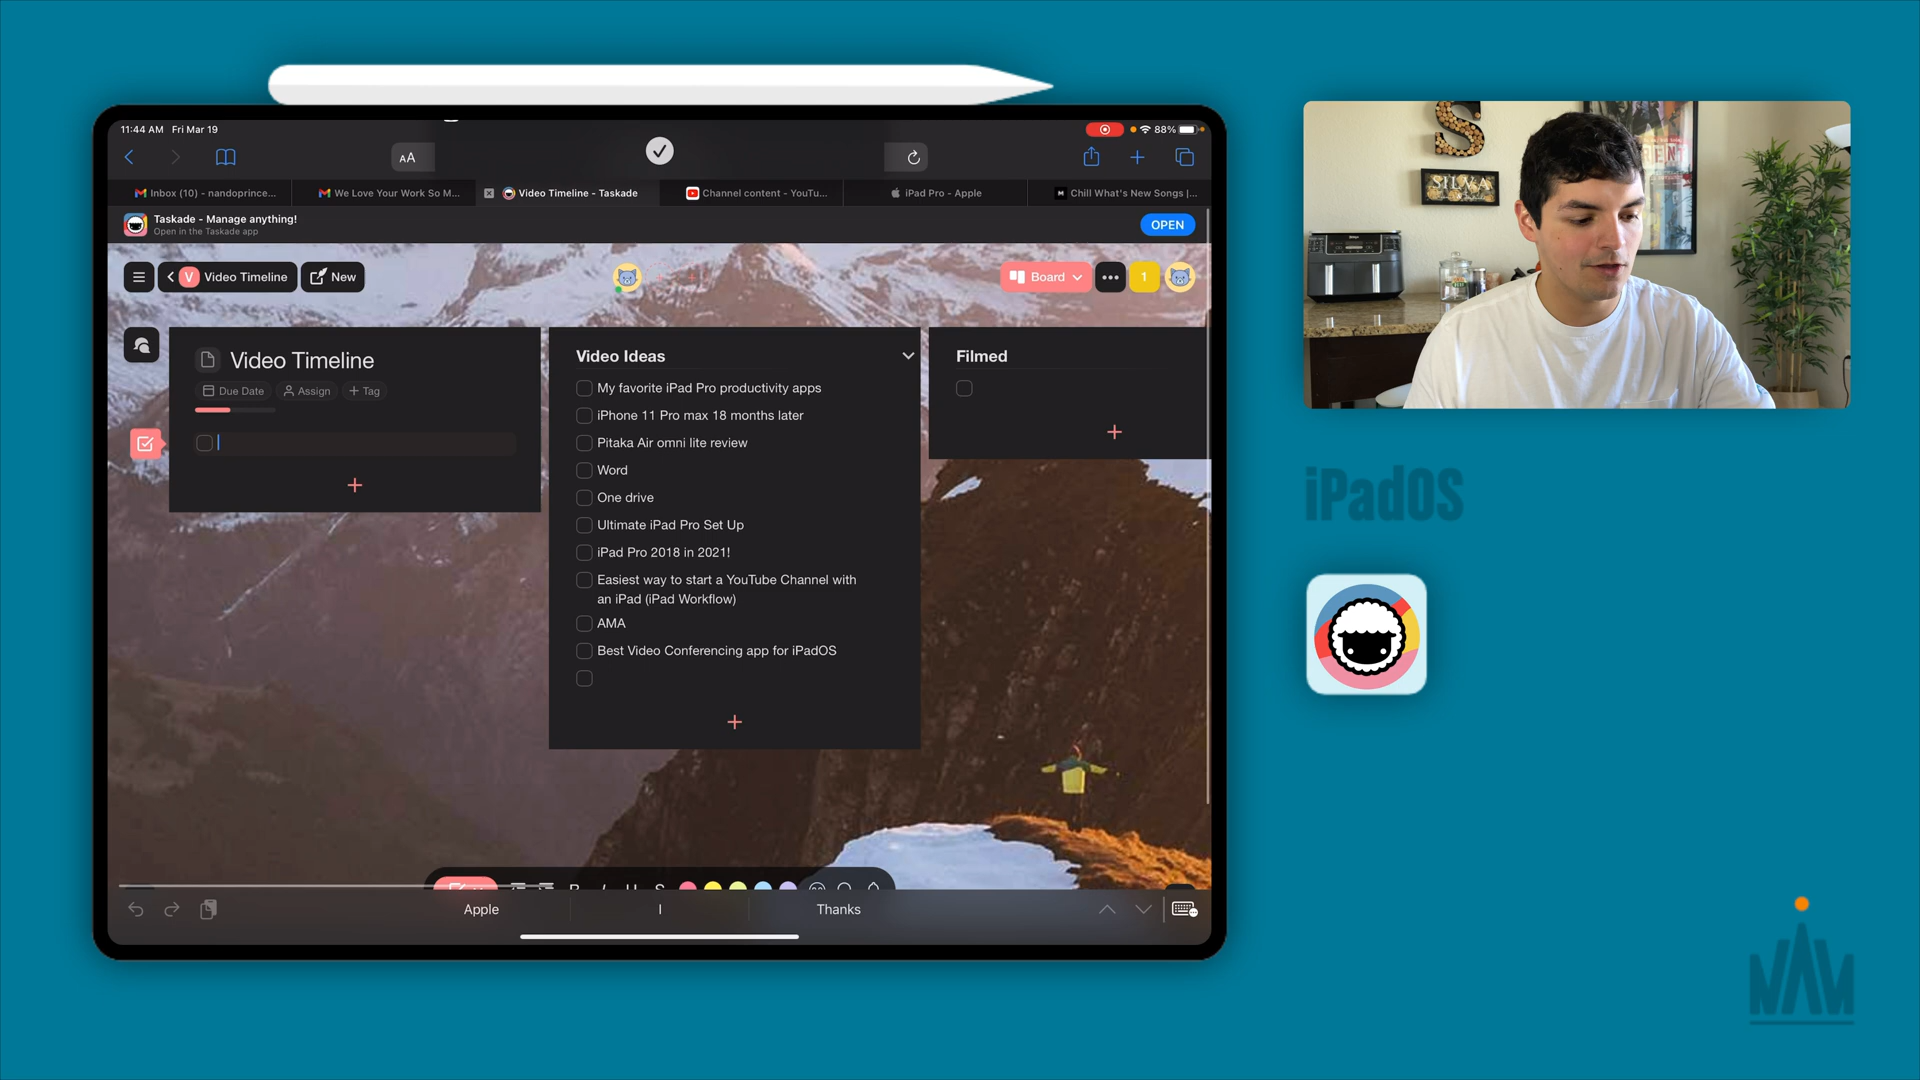 11:44 AM Fri Mar 19
88%
AA
Inbox (10) - nandoprince...
We Love Your Work So M...
Video Timeline - Taskade
Channel content - YouTu...
iPad Pro - Apple
Chill What's New Songs |...
Taskade - Manage anything!
Open in the Taskade app
OPEN
V Video Timeline
New
Board
1
Video Timeline
Due Date
Assign
+ Tag
Video Ideas
My favorite iPad Pro productivity apps
iPhone 11 Pro max 18 months later
Pitaka Air omni lite review
Word
One drive
Ultimate iPad Pro Set Up
iPad Pro 2018 in 2021!
Easiest way to start a YouTube Channel with
an iPad (iPad Workflow)
AMA
Best Video Conferencing app for iPadOS
Filmed
B I U S
Apple
I
Thanks
S
SILVA
iPadOS